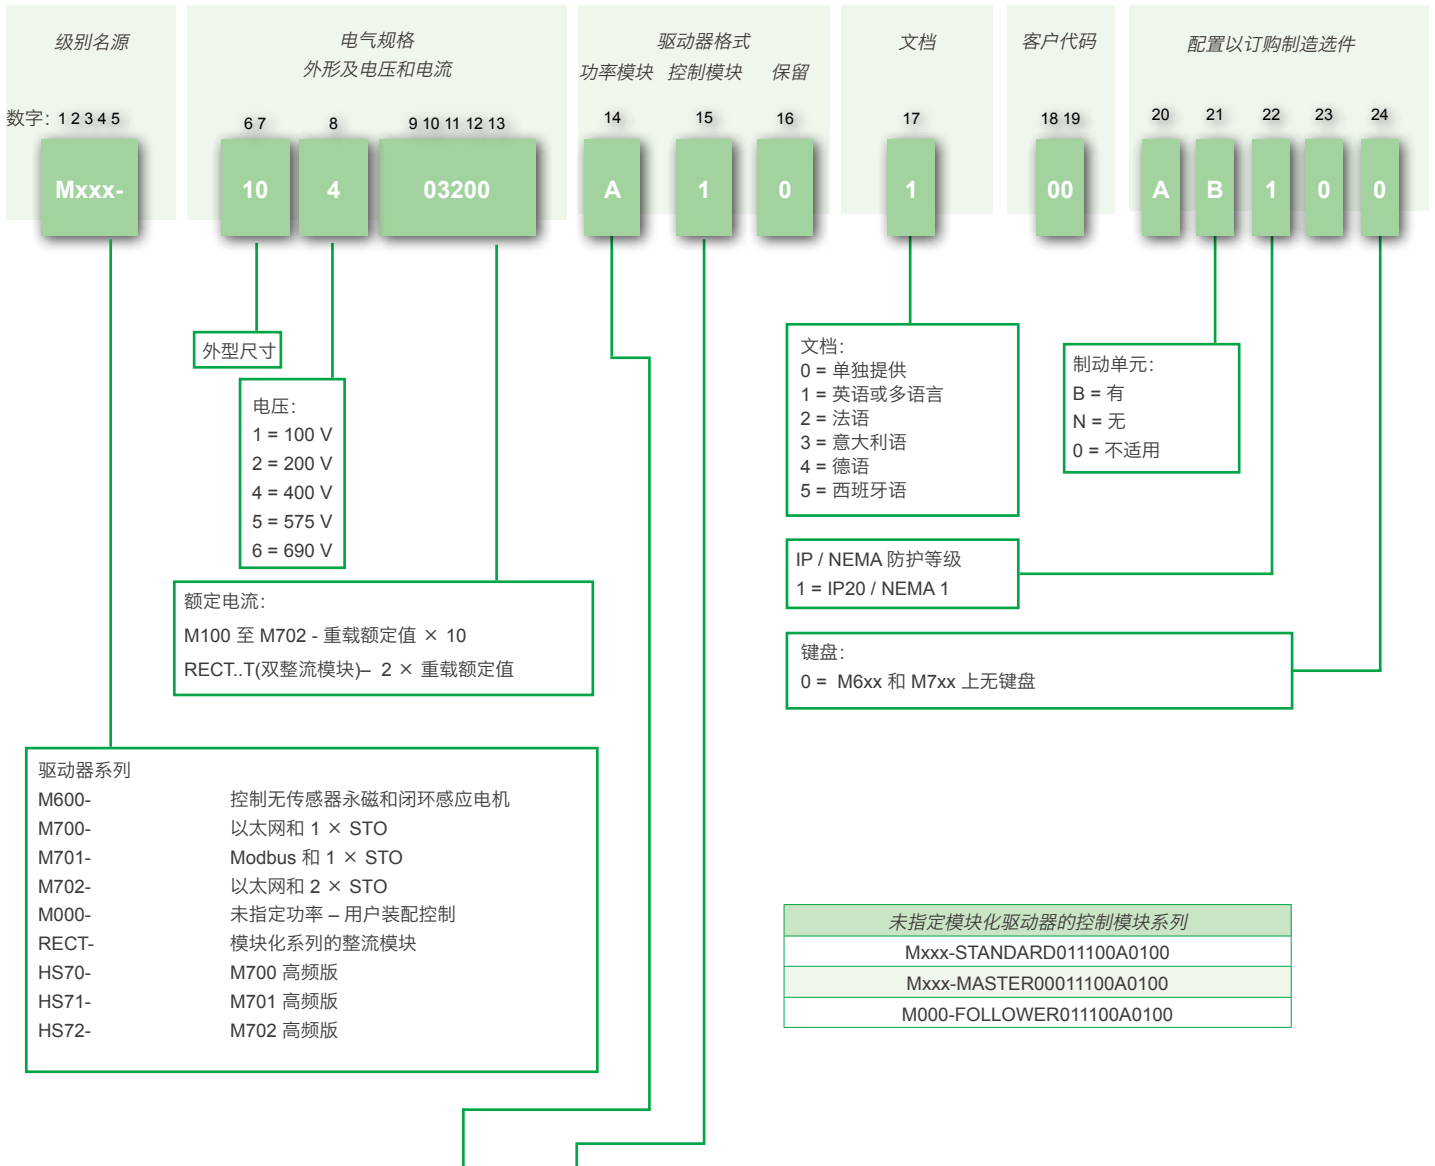 级别名源
电气规格
外形及电压和电流
驱动器格式
功率模块 控制模块 保留
文档
客户代码
配置以订购制造选件
数字: 1 2 3 4 5 6 7 8 9 10 11 12 13 14 15 16 17 18 19 20 21 22 23 24
Mxxx- 10 4 03200 A 1 0 1 00 A B 1 0 0
外型尺寸
电压:
1 = 100 V
2 = 200 V
4 = 400 V
5 = 575 V
6 = 690 V
额定电流:
M100 至 M702 - 重载额定值 × 10
RECT..T(双整流模块)– 2 × 重载额定值
文档:
0 = 单独提供
1 = 英语或多语言
2 = 法语
3 = 意大利语
4 = 德语
5 = 西班牙语
制动单元:
B = 有
N = 无
0 = 不适用
IP / NEMA 防护等级
1 = IP20 / NEMA 1
键盘:
0 = M6xx 和 M7xx 上无键盘
驱动器系列
M600- 控制无传感器永磁和闭环感应电机
M700- 以太网和 1 × STO
M701- Modbus 和 1 × STO
M702- 以太网和 2 × STO
M000- 未指定功率 – 用户装配控制
RECT- 模块化系列的整流模块
HS70- M700 高频版
HS71- M701 高频版
HS72- M702 高频版
未指定模块化驱动器的控制模块系列
Mxxx-STANDARD011100A0100
Mxxx-MASTER00011100A0100
M000-FOLLOWER011100A0100